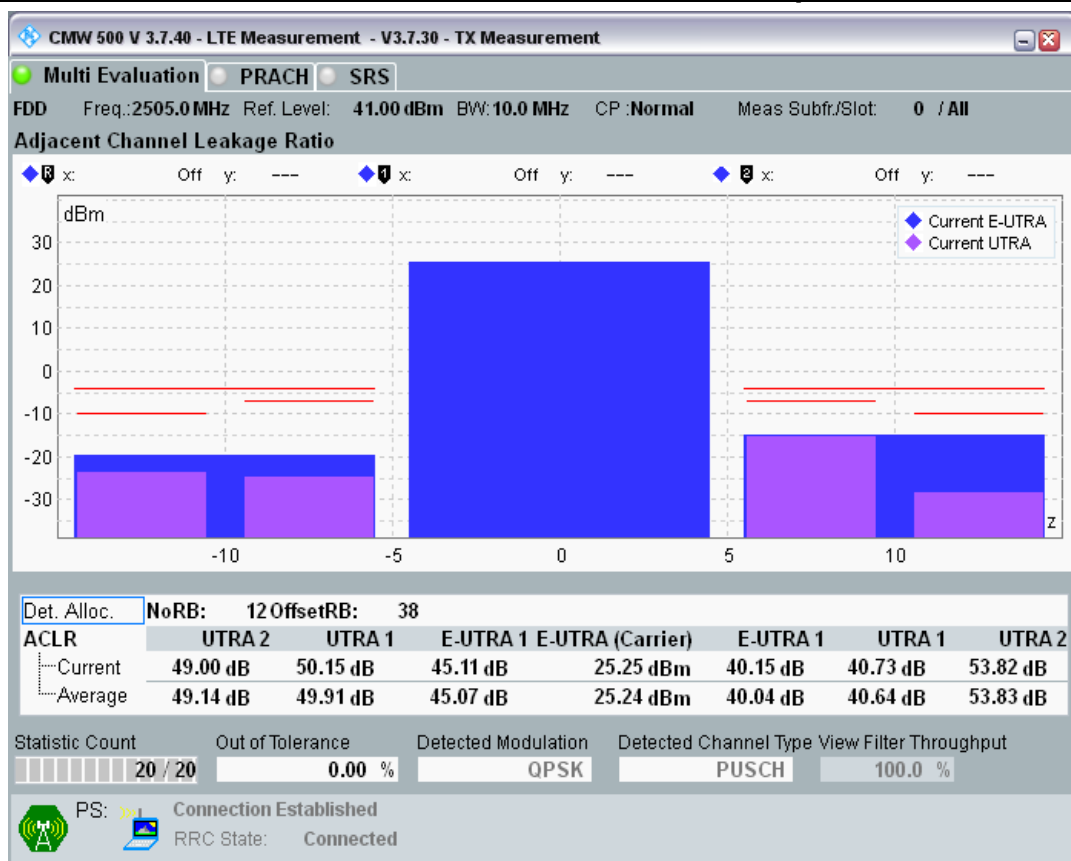 CMW 500 V 3.7.40 - LTE Measurement - V3.7.30 - TX Measurement
Multi Evaluation PRACH SRS
FDD Freq.:2505.0 MHz Ref. Level: 41.00 dBm BW:10.0 MHz CP :Normal Meas Subfr./Slot: 0 / All
Adjacent Channel Leakage Ratio
R x: Off y: --- 1 x: Off y: --- 2 x: Off y: ---
dBm
Current E-UTRA
Current UTRA
30
20
10
0
-10
-20
-30
z
-10 -5 0 5 10
Det. Alloc. NoRB: 12 OffsetRB: 38
ACLR UTRA 2 UTRA 1 E-UTRA 1 E-UTRA (Carrier) E-UTRA 1 UTRA 1 UTRA 2
Current 49.00 dB 50.15 dB 45.11 dB 25.25 dBm 40.15 dB 40.73 dB 53.82 dB
Average 49.14 dB 49.91 dB 45.07 dB 25.24 dBm 40.04 dB 40.64 dB 53.83 dB
Statistic Count Out of Tolerance Detected Modulation Detected Channel Type View Filter Throughput
20 / 20 0.00 % QPSK PUSCH 100.0 %
PS: Connection Established
RRC State: Connected